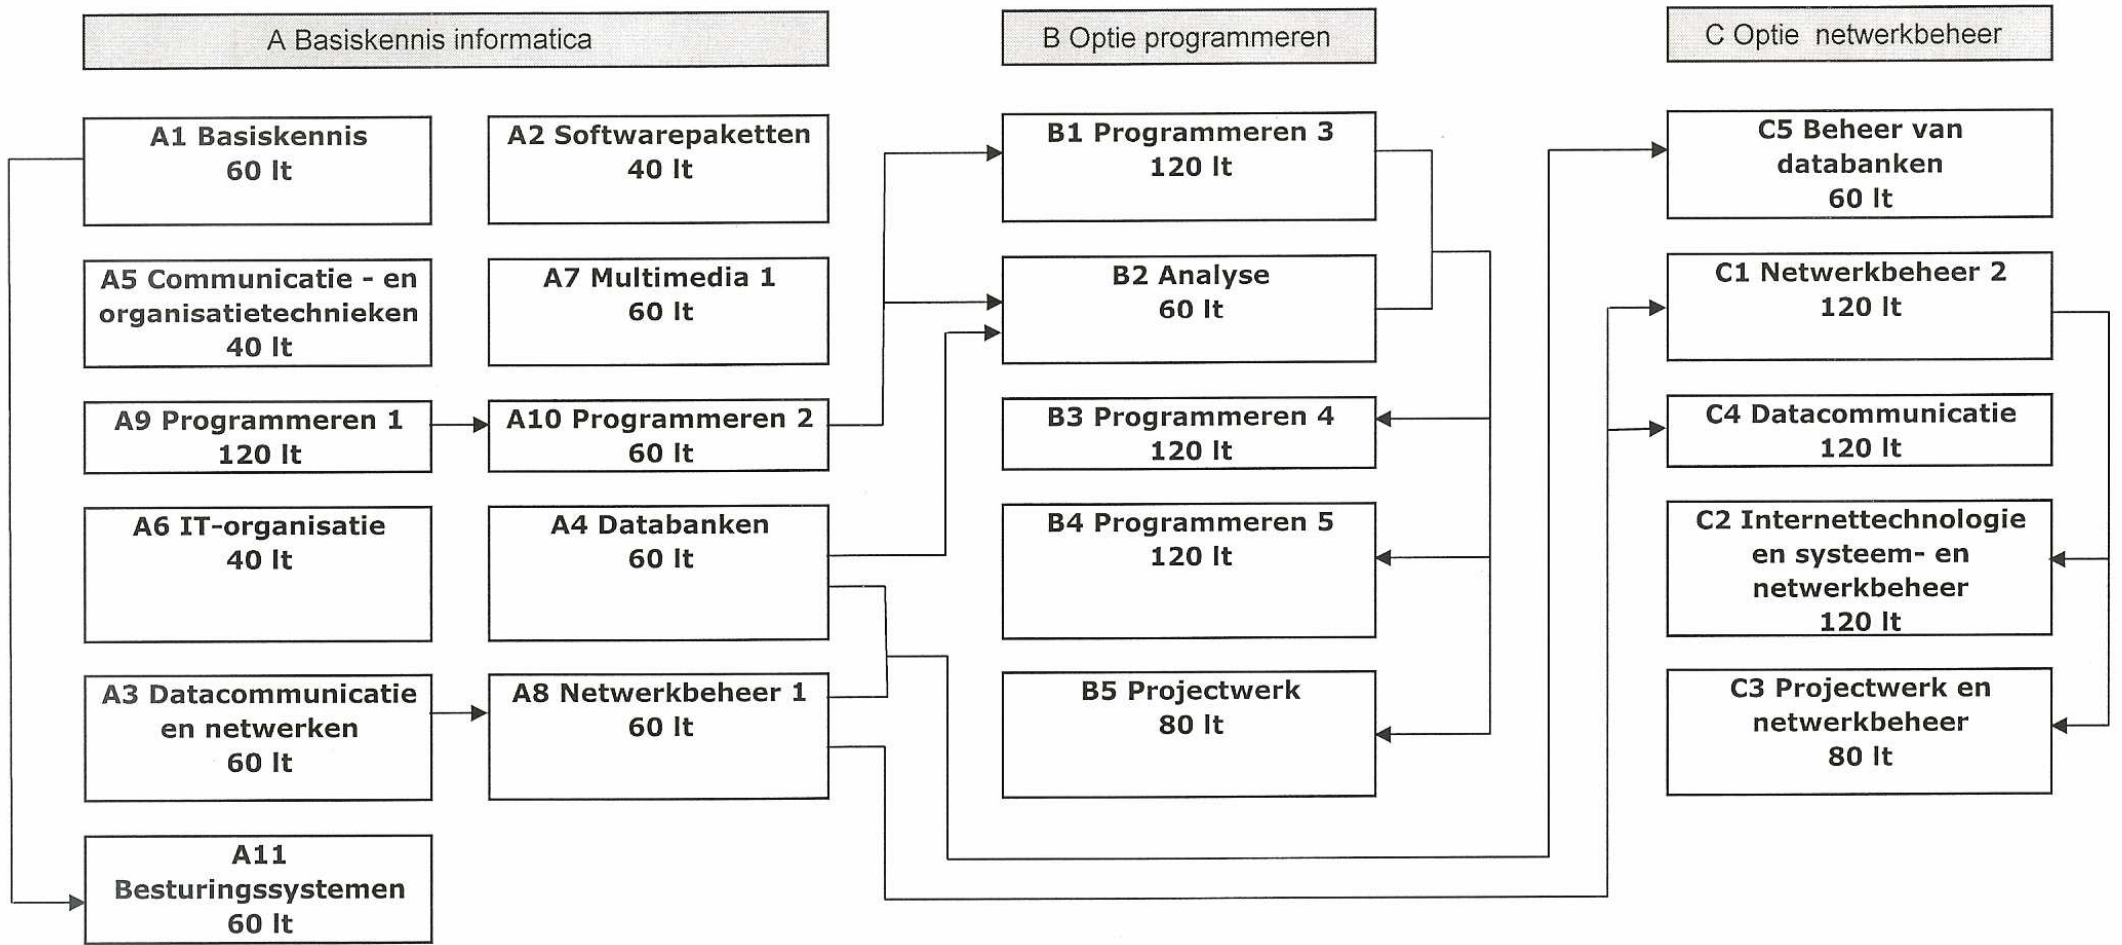 A Basiskennis informatica
B Optie programmeren
C Optie netwerkbeheer
A1 Basiskennis
60 lt
A2 Softwarepaketten
40 lt
B1 Programmeren 3
120 lt
C5 Beheer van
databanken
60 lt
A5 Communicatie - en
organisatietechnieken
40 lt
A7 Multimedia 1
60 lt
B2 Analyse
60 lt
C1 Netwerkbeheer 2
120 lt
A9 Programmeren 1
120 lt
A10 Programmeren 2
60 lt
B3 Programmeren 4
120 lt
C4 Datacommunicatie
120 lt
A6 IT-organisatie
40 lt
A4 Databanken
60 lt
B4 Programmeren 5
120 lt
C2 Internettechnologie
en systeem- en
netwerkbeheer
120 lt
A3 Datacommunicatie
en netwerken
60 lt
A8 Netwerkbeheer 1
60 lt
B5 Projectwerk
80 lt
C3 Projectwerk en
netwerkbeheer
80 lt
A11
Besturingssystemen
60 lt